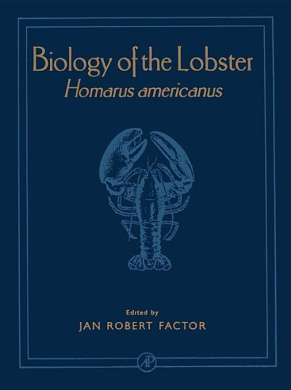 Biology of the Lobster
Homarus americanus
Edited by
JAN ROBERT FACTOR
AP